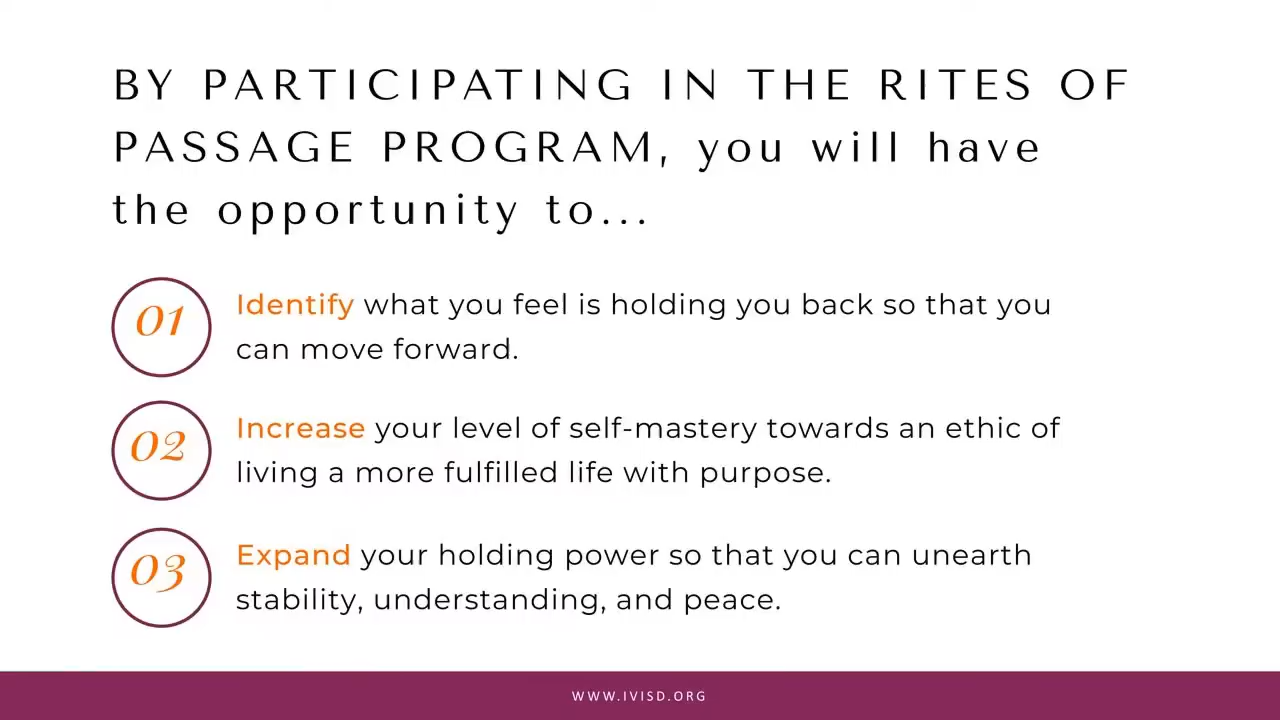 BY PARTICIPATING IN THE RITES OF
PASSAGE PROGRAM, you will have
the opportunity to...
01
Identify what you feel is holding you back so that you
can move forward.
02
Increase your level of self-mastery towards an ethic of
living a more fulfilled life with purpose.
03
Expand your holding power so that you can unearth
stability, understanding, and peace.
WWW.IVISD.ORG